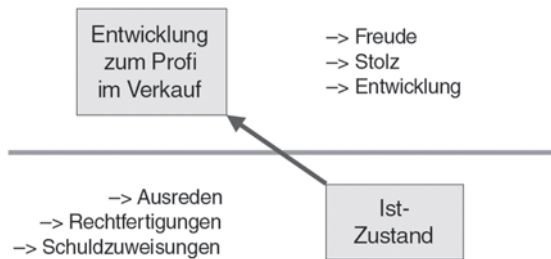 Entwicklung
zum Profi
im Verkauf
–> Freude
–> Stolz
–> Entwicklung
–> Ausreden
–> Rechtfertigungen
–> Schuldzuweisungen
Ist-
Zustand